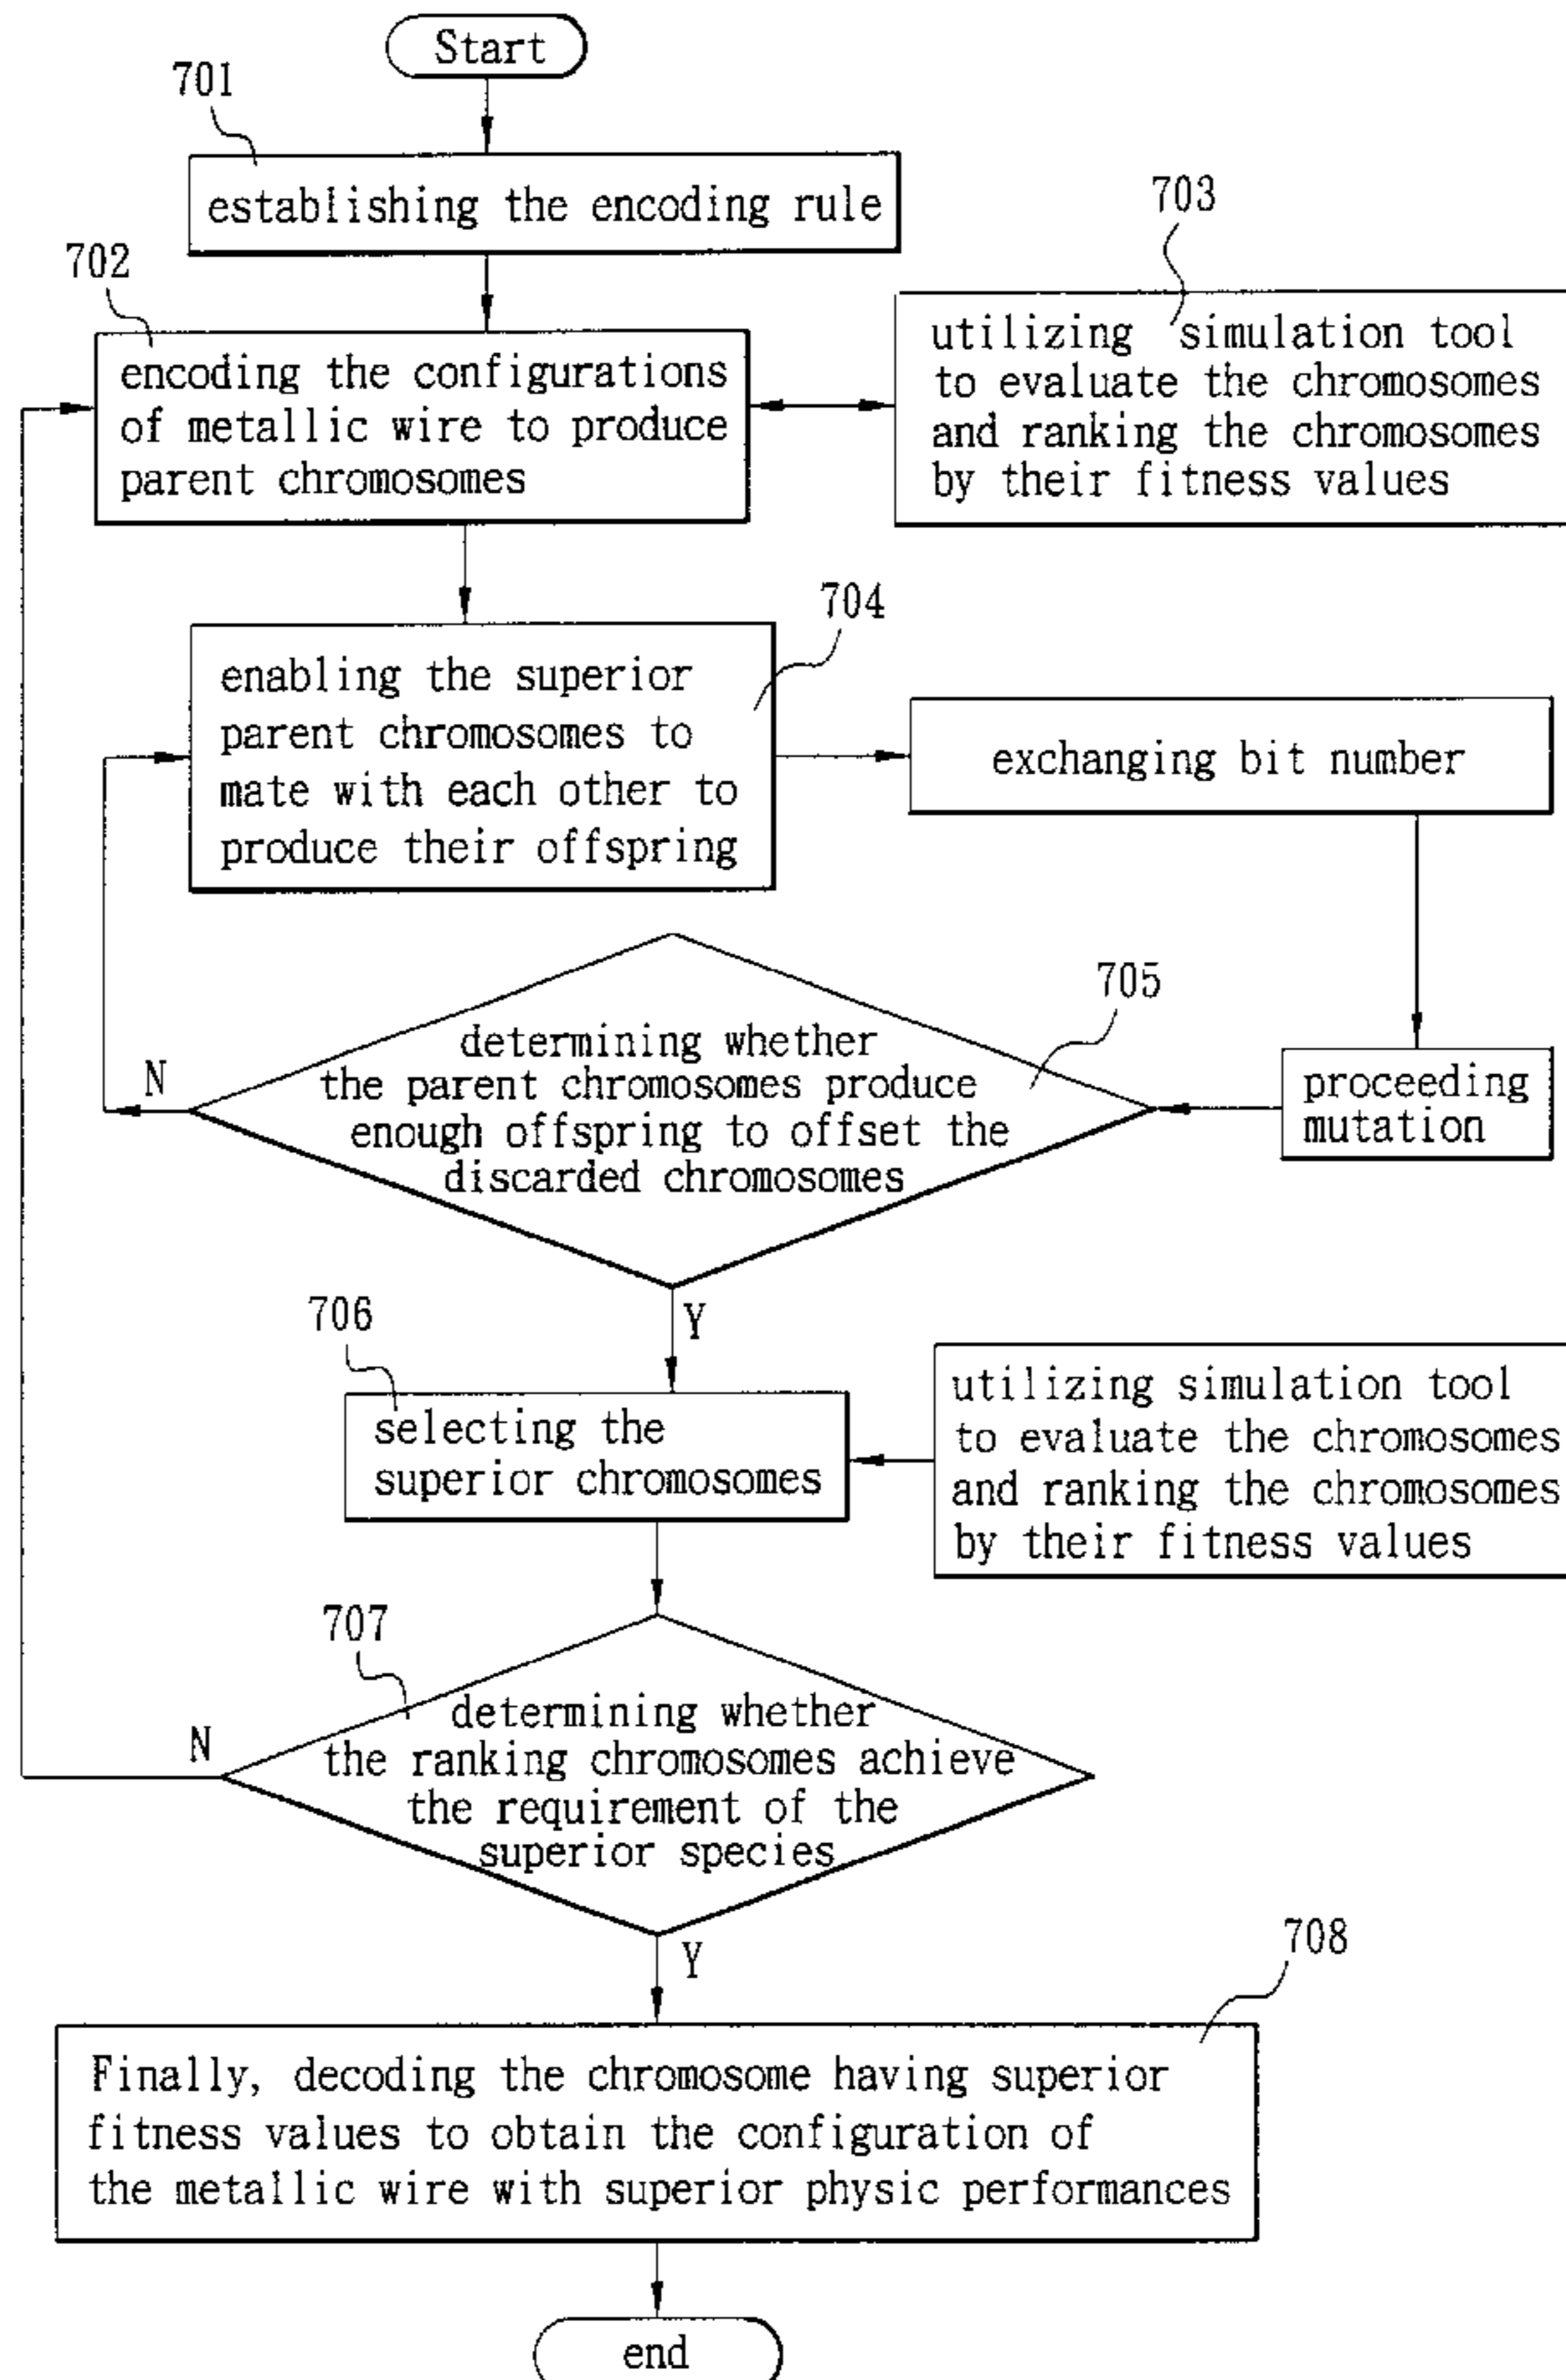 Start
701
establishing the encoding rule
702
encoding the configurations
of metallic wire to produce
parent chromosomes
703
utilizing simulation tool
to evaluate the chromosomes
and ranking the chromosomes
by their fitness values
704
enabling the superior
parent chromosomes to
mate with each other to
produce their offspring
exchanging bit number
705
determining whether
the parent chromosomes produce
enough offspring to offset the
discarded chromosomes
N
proceeding
mutation
Y
706
selecting the
superior chromosomes
utilizing simulation tool
to evaluate the chromosomes
and ranking the chromosomes
by their fitness values
707
determining whether
the ranking chromosomes achieve
the requirement of the
superior species
N
Y
708
Finally, decoding the chromosome having superior
fitness values to obtain the configuration of
the metallic wire with superior physic performances
end